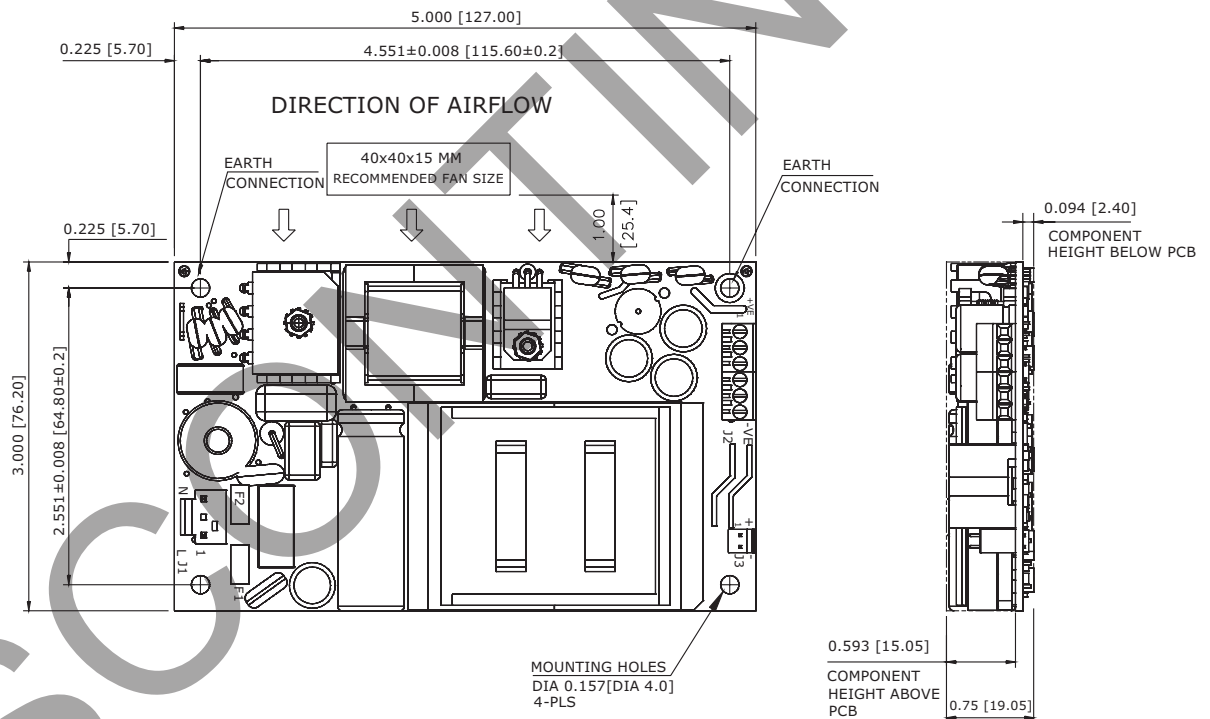 5.000 [127.00]
0.225 [5.70]
4.551±0.008 [115.60±0.2]
DIRECTION OF AIRFLOW
EARTH
CONNECTION
40x40x15 MM
RECOMMENDED FAN SIZE
EARTH
CONNECTION
1.00
[25.4]
0.225 [5.70]
0.094 [2.40]
COMPONENT
HEIGHT BELOW PCB
+VE
1
3.000 [76.20]
2.551±0.008 [64.80±0.2]
-VE
J2
N
F2
1
L J1
F1
+
1
-
J3
MOUNTING HOLES
DIA 0.157[DIA 4.0]
4-PLS
0.593 [15.05]
COMPONENT
HEIGHT ABOVE
PCB
0.75 [19.05]
SCONTIN